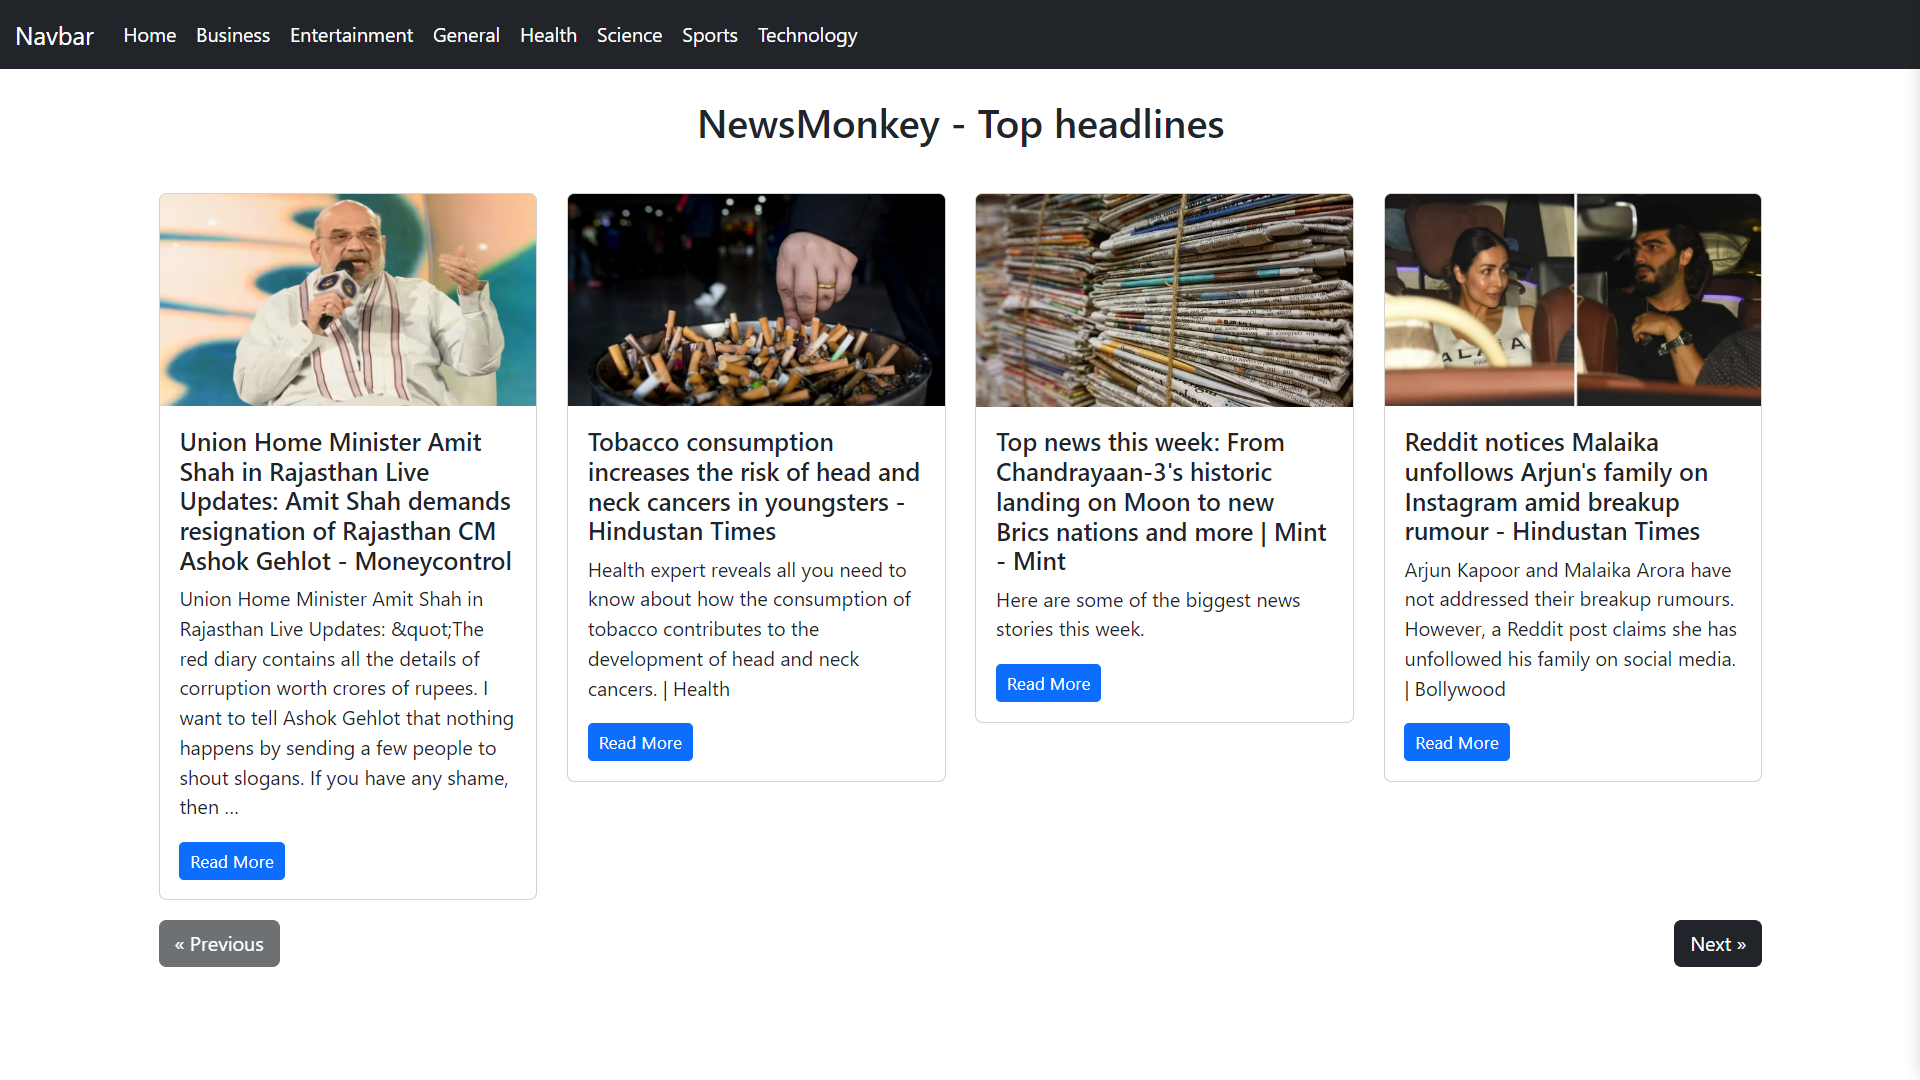 Navbar Home Business Entertainment General Health Science Sports Technology
NewsMonkey - Top headlines
Union Home Minister Amit
Shah in Rajasthan Live
Updates: Amit Shah demands
resignation of Rajasthan CM
Ashok Gehlot - Moneycontrol
Union Home Minister Amit Shah in
Rajasthan Live Updates: &quot;The
red diary contains all the details of
corruption worth crores of rupees. I
want to tell Ashok Gehlot that nothing
happens by sending a few people to
shout slogans. If you have any shame,
then …
Read More
Tobacco consumption
increases the risk of head and
neck cancers in youngsters -
Hindustan Times
Health expert reveals all you need to
know about how the consumption of
tobacco contributes to the
development of head and neck
cancers. | Health
Read More
Top news this week: From
Chandrayaan-3's historic
landing on Moon to new
Brics nations and more | Mint
- Mint
Here are some of the biggest news
stories this week.
Read More
Reddit notices Malaika
unfollows Arjun's family on
Instagram amid breakup
rumour - Hindustan Times
Arjun Kapoor and Malaika Arora have
not addressed their breakup rumours.
However, a Reddit post claims she has
unfollowed his family on social media.
| Bollywood
Read More
« Previous
Next »